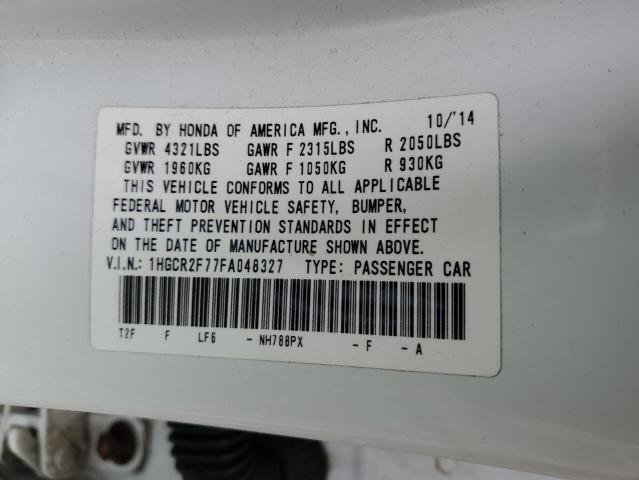 MFD. BY HONDA OF AMERICA MFG., INC. 10/'14
GVWR 4321LBS GAWR F 2315LBS R 2050LBS
GVWR 1960KG GAWR F 1050KG R 930KG
THIS VEHICLE CONFORMS TO ALL APPLICABLE
FEDERAL MOTOR VEHICLE SAFETY, BUMPER,
AND THEFT PREVENTION STANDARDS IN EFFECT
ON THE DATE OF MANUFACTURE SHOWN ABOVE.
V.I.N.: 1HGCR2F77FA048327 TYPE: PASSENGER CAR
T2F F LF6 - NH788PX - F - A